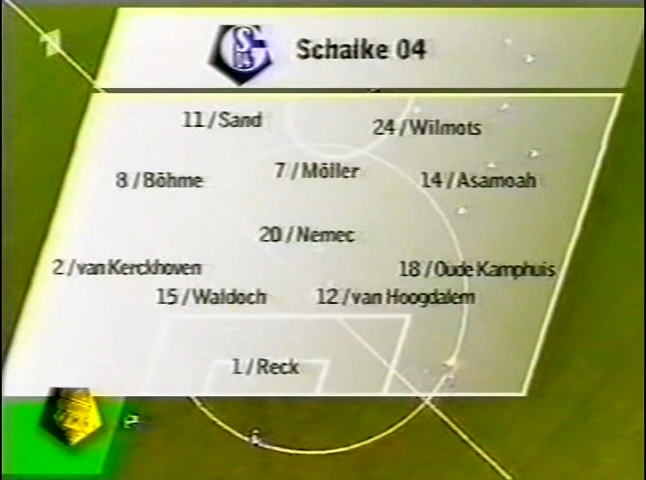 Schalke 04
11/Sand
24/Wilmots
8/Böhme
7/Möller
14/Asamoah
20/Nemec
2/van Kerckhoven
18/Oude Kamphuis
15/Waldoch
12/van Hoogdalem
1/Reck